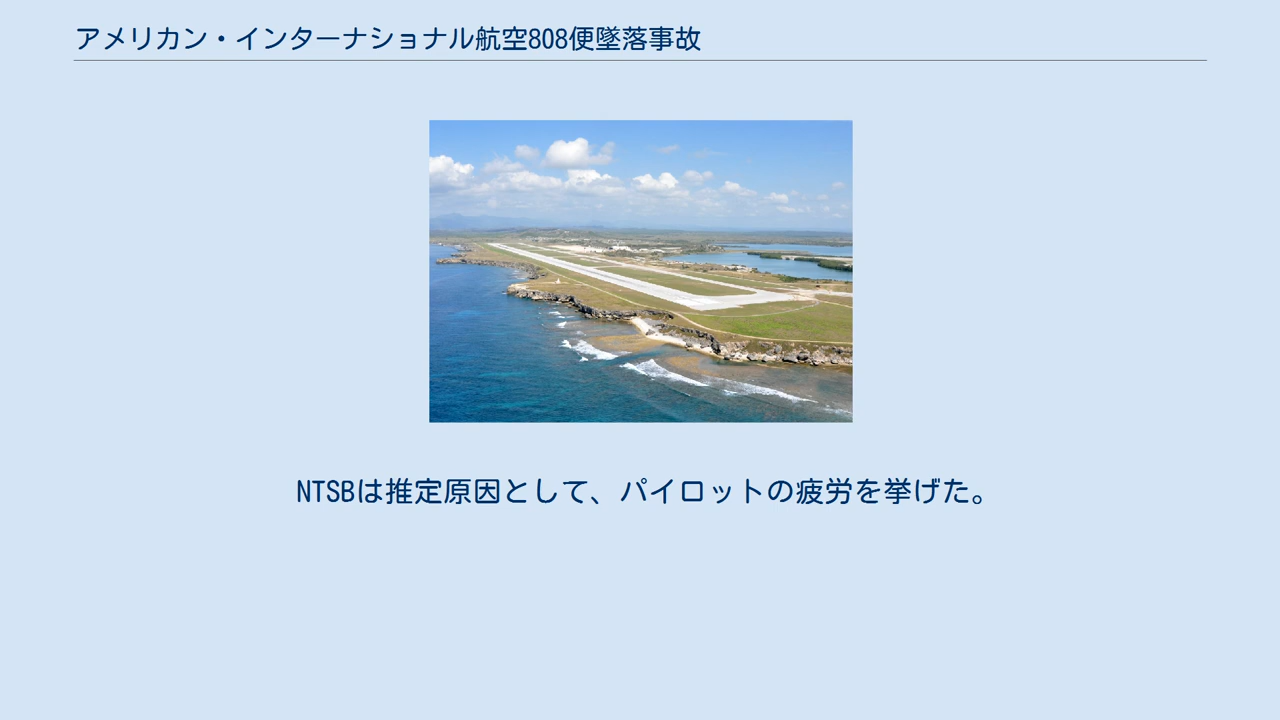 アメリカン・インターナショナル航空808便墜落事故
NTSBは推定原因として、パイロットの疲労を挙げた。